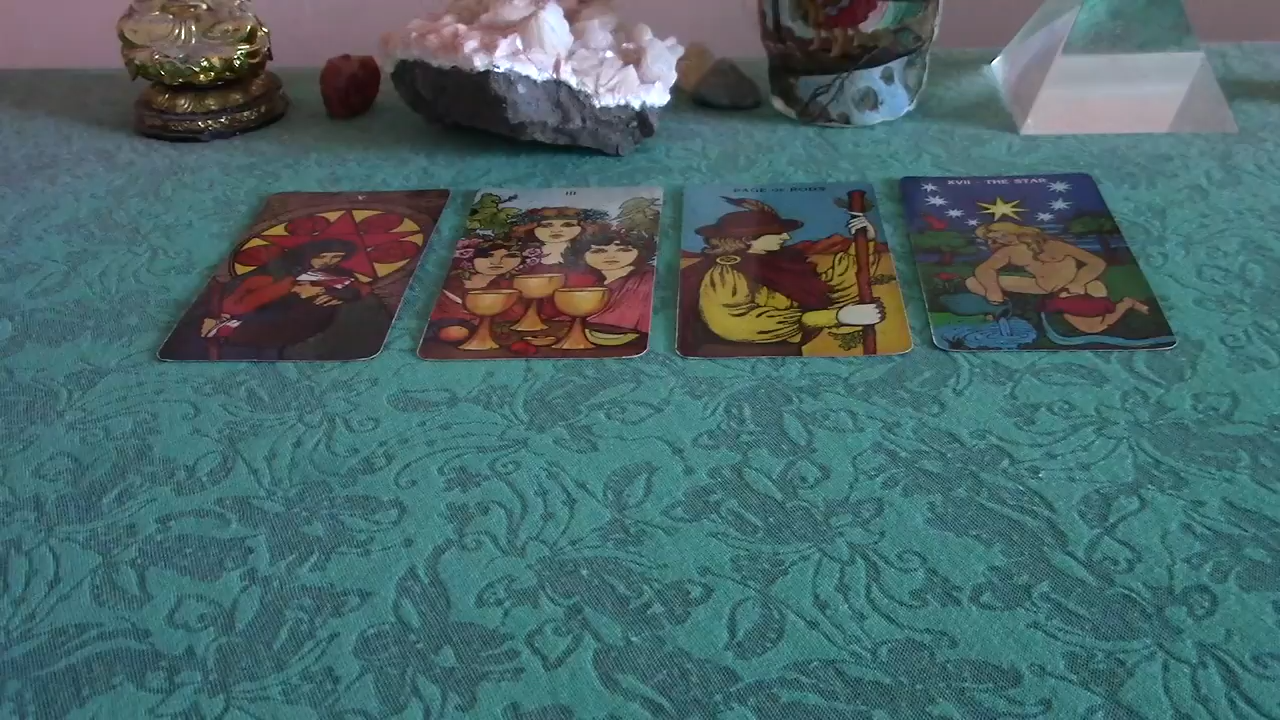 V
III
PAGE OF RODS
XVII - THE STAR